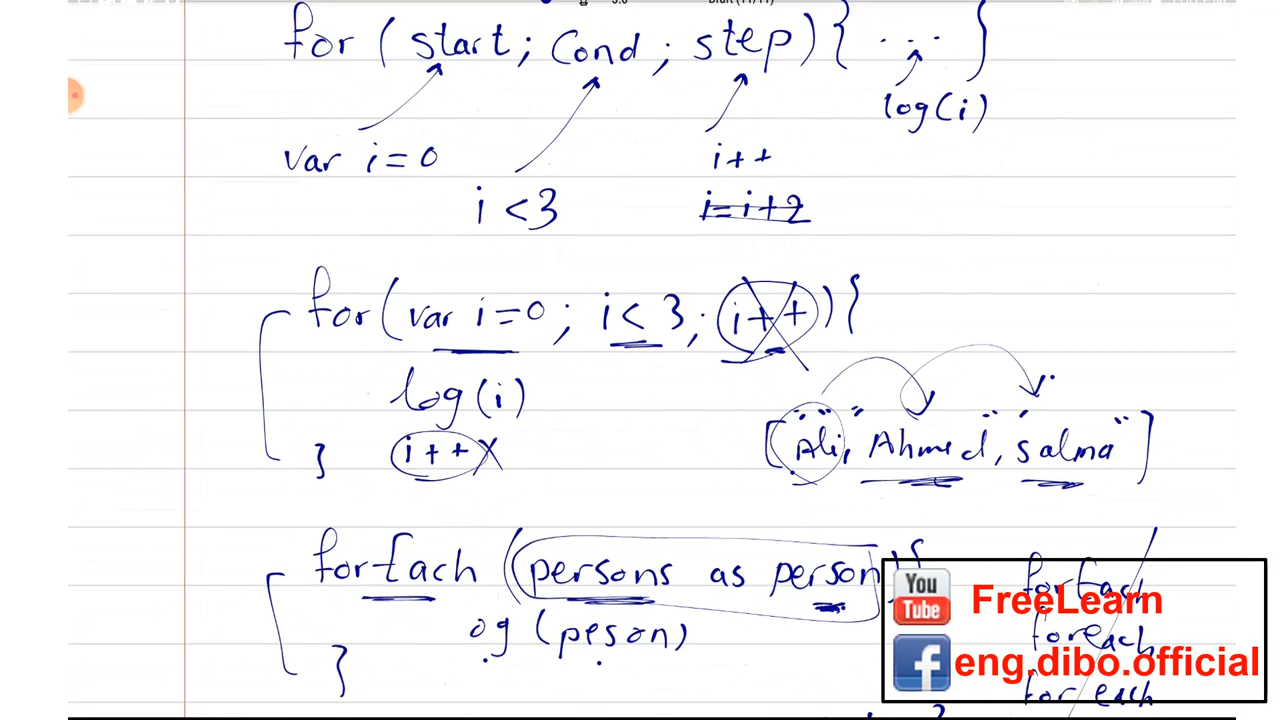 for ( start ; Cond ; step ) { ... }
log(i)
var i = 0
i++
i < 3
i = i+2
for ( var i = 0 ; i < 3 ; i++ ) {
log (i)
i++
}
["Ali", "Ahmed", "salma"]
forEach (persons as person) {
og (peson)
}
forEach
foreach
for each
You
Tube
FreeLearn
eng.dibo.official